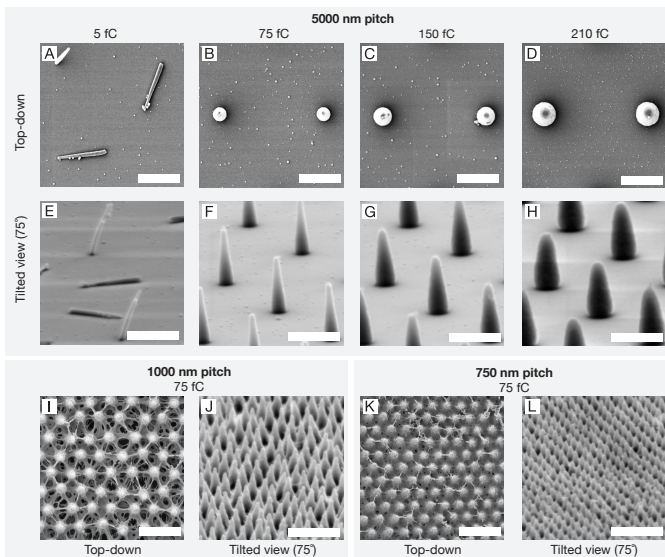 5000 nm pitch
5 fC 75 fC 150 fC 210 fC
Top-down
A B C D
Tilted view (75°)
E F G H
1000 nm pitch 750 nm pitch
75 fC 75 fC
I J K L
Top-down Tilted view (75°) Top-down Tilted view (75°)